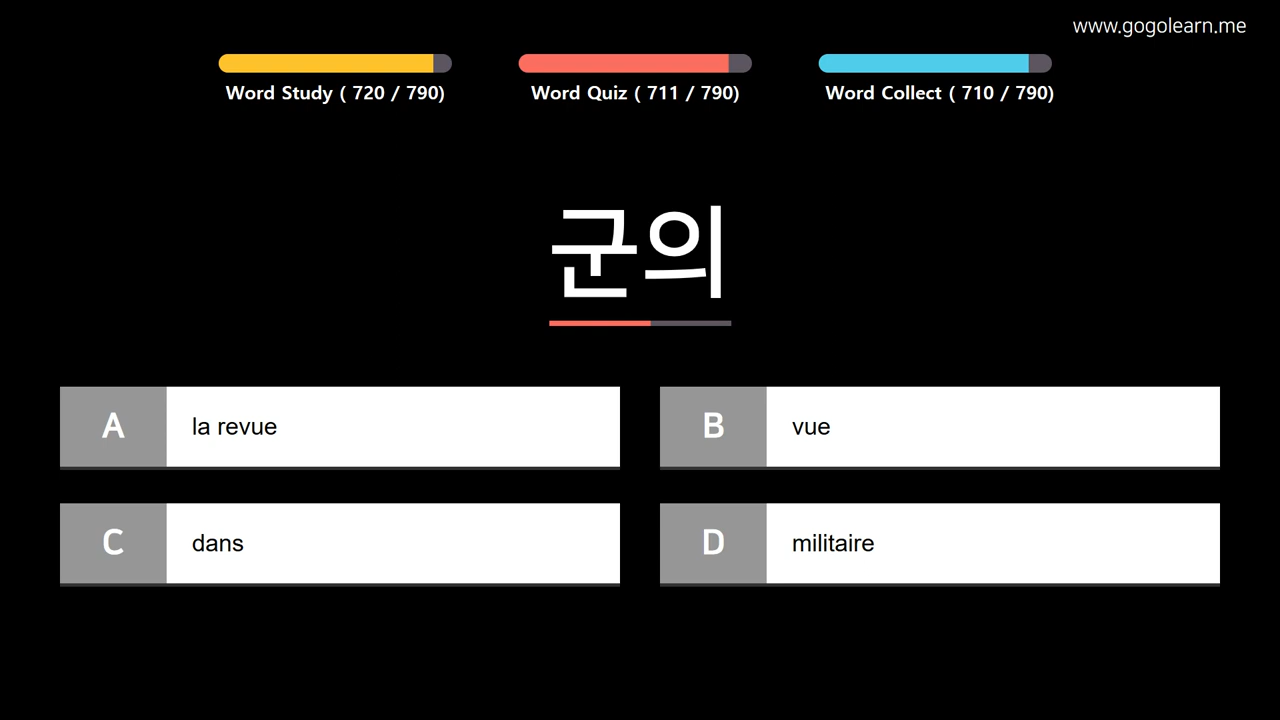 www.gogolearn.me
Word Study ( 720 / 790)
Word Quiz ( 711 / 790)
Word Collect ( 710 / 790)
군의
A la revue
B vue
C dans
D militaire